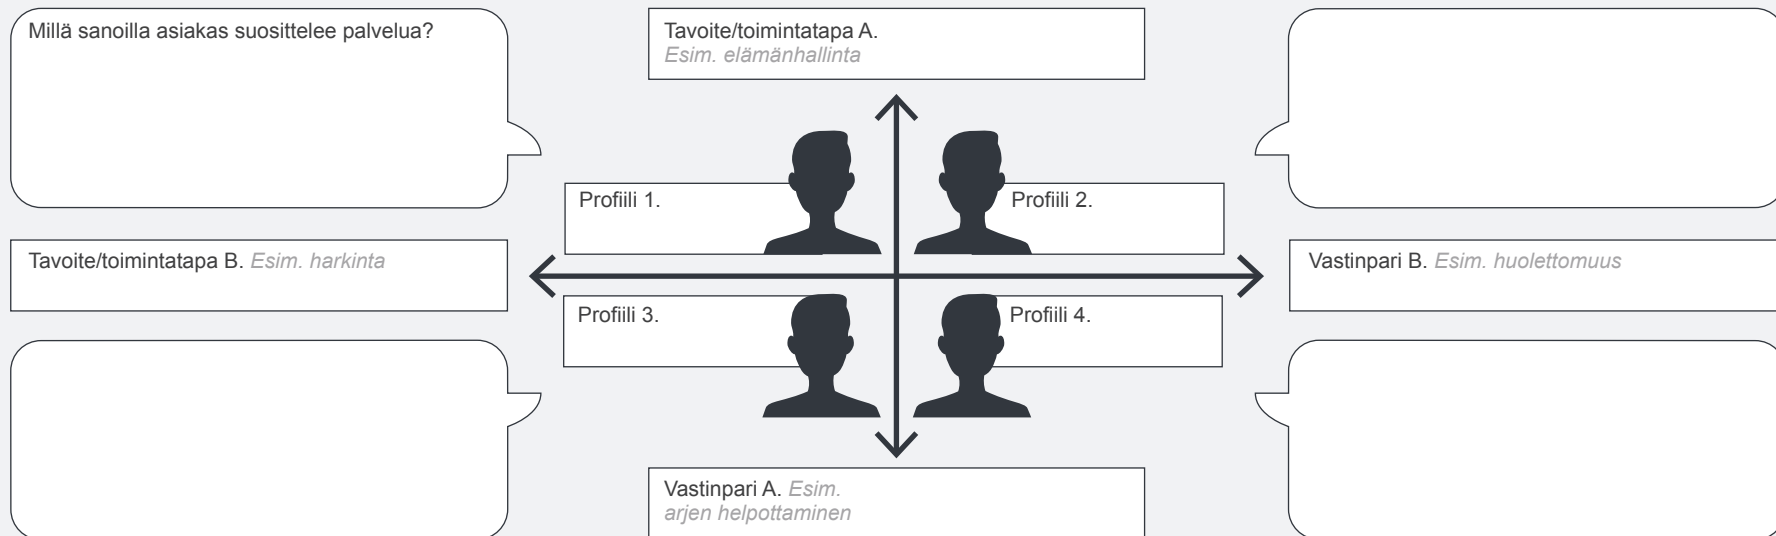 Millä sanoilla asiakas suosittelee palvelua?
Tavoite/toimintatapa A.
Esim. elämänhallinta
Profiili 1.
Profiili 2.
Tavoite/toimintatapa B. Esim. harkinta
Vastinpari B. Esim. huolettomuus
Profiili 3.
Profiili 4.
Vastinpari A. Esim.
arjen helpottaminen